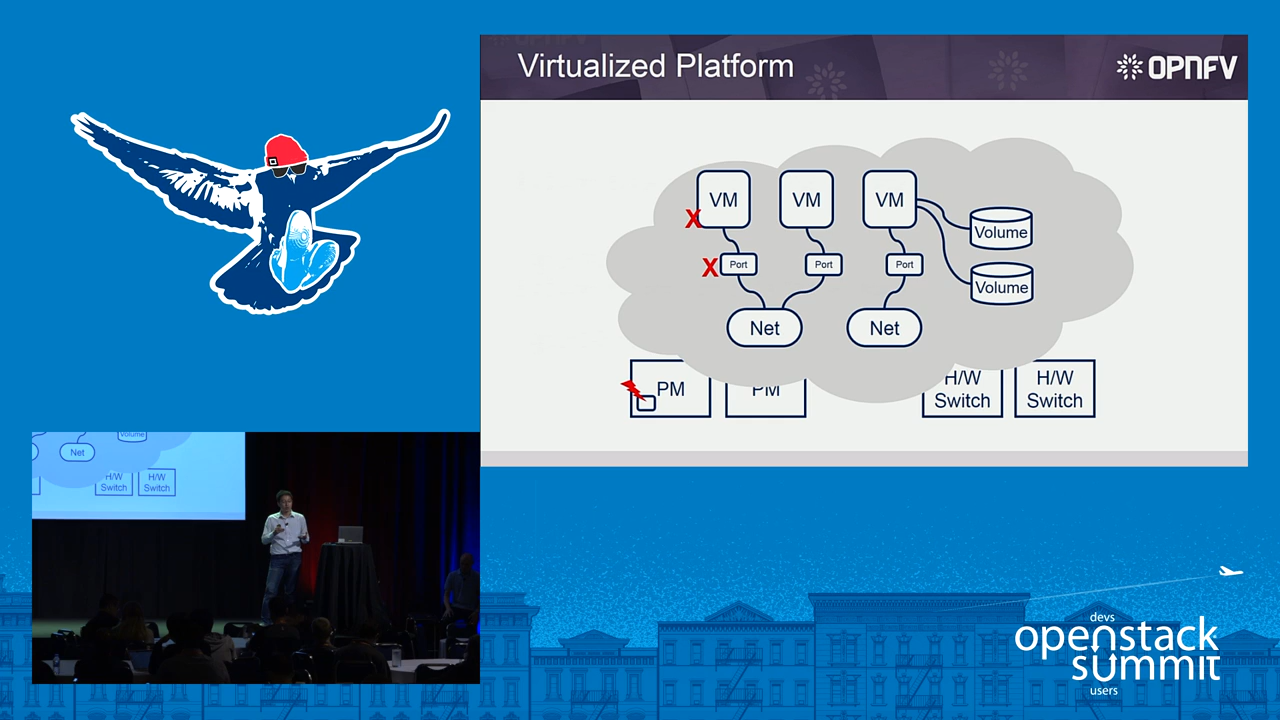 Virtualized Platform
OPNFV
VM
VM
VM
Volume
X
X
Port
Port
Port
Volume
Net
Net
PM
PM
H/W
Switch
H/W
Switch
Volume
Net
H/W
Switch
H/W
Switch
devs
openstack
summit
users